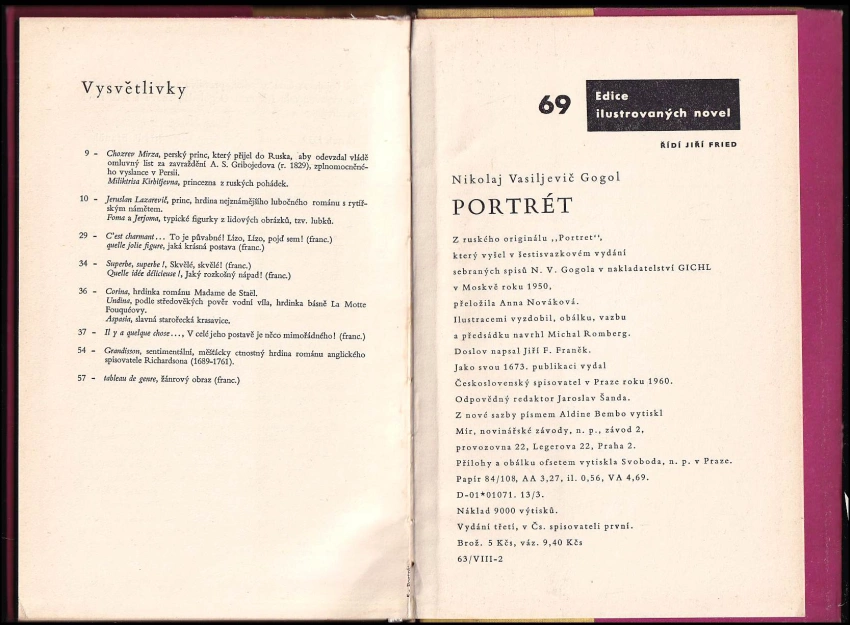 Vysvětlivky
9 – Chozrev Mirza, perský princ, který přijel do Ruska, aby odevzdal vládě
omluvný list za zavraždění A. S. Gribojedova (r. 1829), zplnomocněné-
ho vyslance v Persii.
Miliktrisa Kirbitjevna, princezna z ruských pohádek.
10 – Jeruslan Lazarevič, princ, hrdina nejznámějšího lubočného románu s rytíř-
ským námětem.
Foma a Jerjoma, typické figurky z lidových obrázků, tzv. lubků.
29 – C'est charmant... To je půvabné! Lízo, Lízo, pojď sem! (franc.)
quelle jolie figure, jaká krásná postava (franc.)
34 – Superbe, superbe!, Skvělé, skvělé! (franc.)
Quelle idée délicieuse!, Jaký rozkošný nápad! (franc.)
36 – Corina, hrdinka románu Madame de Staël.
Undina, podle středověkých pověr vodní víla, hrdinka básně La Motte
Fouquéovy.
Aspasia, slavná starořecká krasavice.
37 – Il y a quelque chose..., V celé jeho postavě je něco mimořádného! (franc.)
54 – Grandisson, sentimentální, měšťácky ctnostný hrdina románu anglického
spisovatele Richardsona (1689-1761).
57 – tableau de genre, žánrový obraz (franc.)
69 Edice
ilustrovaných novel
ŘÍDÍ JIŘÍ FRIED
Nikolaj Vasiljevič Gogol
PORTRÉT
Z ruského originálu ,,Portret“,
který vyšel v šestisvazkovém vydání
sebraných spisů N. V. Gogola v nakladatelství GICHL
v Moskvě roku 1950,
přeložila Anna Nováková.
Ilustracemi vyzdobil, obálku, vazbu
a předsádku navrhl Michal Romberg.
Doslov napsal Jiří F. Franěk.
Jako svou 1673. publikaci vydal
Československý spisovatel v Praze roku 1960.
Odpovědný redaktor Jaroslav Šanda.
Z nové sazby písmem Aldine Bembo vytiskl
Mír, novinářské závody, n. p., závod 2,
provozovna 22, Legerova 22, Praha 2.
Přílohy a obálku ofsetem vytiskla Svoboda, n. p. v Praze.
Papír 84/108, AA 3,27, il. 0,56, VA 4,69.
D-01*01071. 13/3.
Náklad 9000 výtisků.
Vydání třetí, v Čs. spisovateli první.
Brož. 5 Kčs, váz. 9,40 Kčs
63/VIII-2